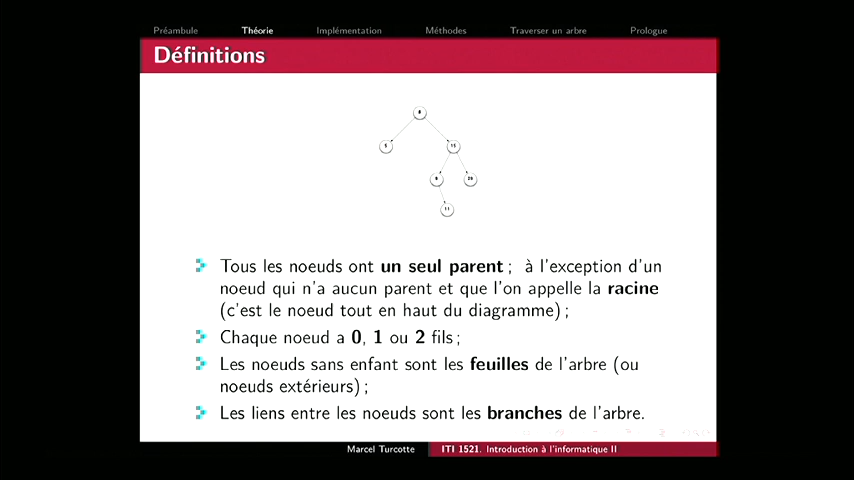 Préambule Théorie Implémentation Méthodes Traverser un arbre Prologue
Définitions
5 15
8
11
Tous les noeuds ont un seul parent ; à l'exception d'un
noeud qui n'a aucun parent et que l'on appelle la racine
(c'est le noeud tout en haut du diagramme) ;
Chaque noeud a 0, 1 ou 2 fils ;
Les noeuds sans enfant sont les feuilles de l'arbre (ou
noeuds extérieurs) ;
Les liens entre les noeuds sont les branches de l'arbre.
Marcel Turcotte ITI 1521. Introduction à l'informatique II